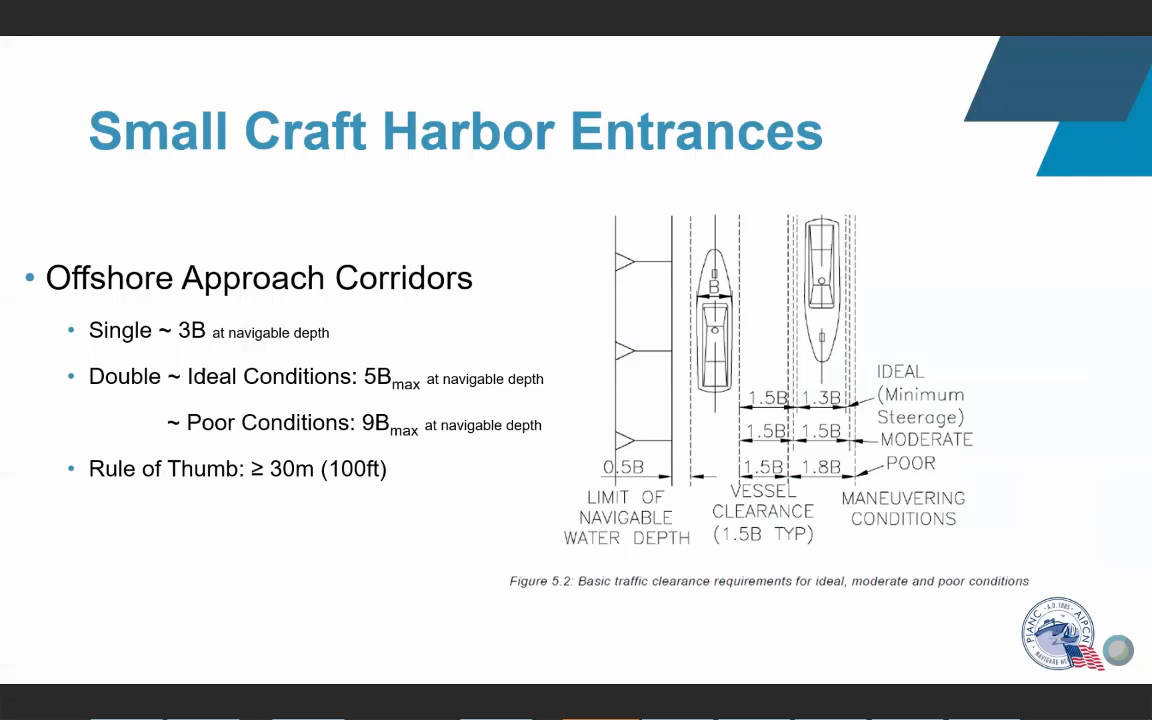 Small Craft Harbor Entrances
• Offshore Approach Corridors
• Single ~ 3B at navigable depth
• Double ~ Ideal Conditions: 5Bmax at navigable depth
~ Poor Conditions: 9Bmax at navigable depth
• Rule of Thumb: ≥ 30m (100ft)
B
IDEAL
(Minimum
Steerage)
1.5B 1.3B
MODERATE
1.5B 1.5B
POOR
0.5B 1.5B 1.8B
LIMIT OF
NAVIGABLE
WATER DEPTH
VESSEL
CLEARANCE
(1.5B TYP)
MANEUVERING
CONDITIONS
Figure 5.2: Basic traffic clearance requirements for ideal, moderate and poor conditions
PIANC · A.D. 1885 · AIPCN